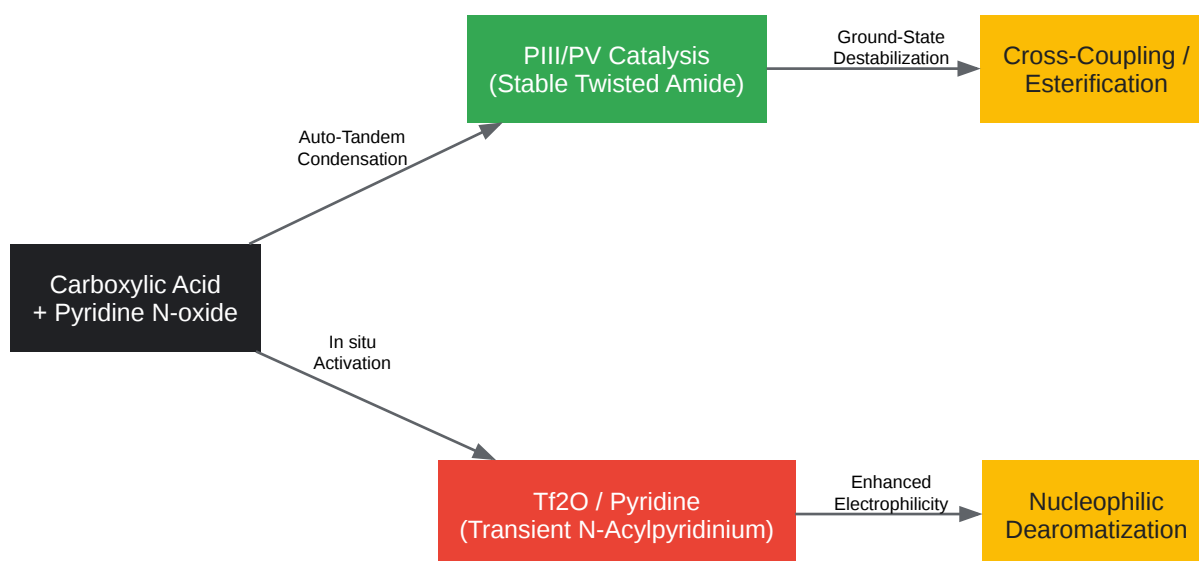 PIII/PV Catalysis
(Stable Twisted Amide)
Ground-State
Destabilization
Cross-Coupling /
Esterification
Auto-Tandem
Condensation
Carboxylic Acid
+ Pyridine N-oxide
In situ
Activation
Tf2O / Pyridine
(Transient N-Acylpyridinium)
Enhanced
Electrophilicity
Nucleophilic
Dearomatization